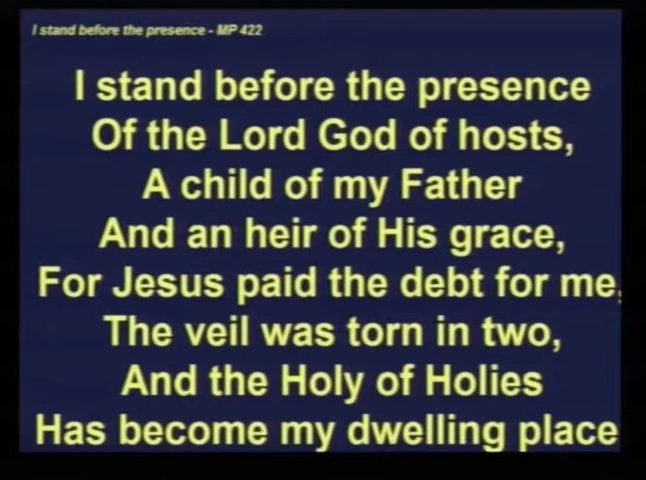 I stand before the presence - MP 422
I stand before the presence
Of the Lord God of hosts,
A child of my Father
And an heir of His grace,
For Jesus paid the debt for me,
The veil was torn in two,
And the Holy of Holies
Has become my dwelling place